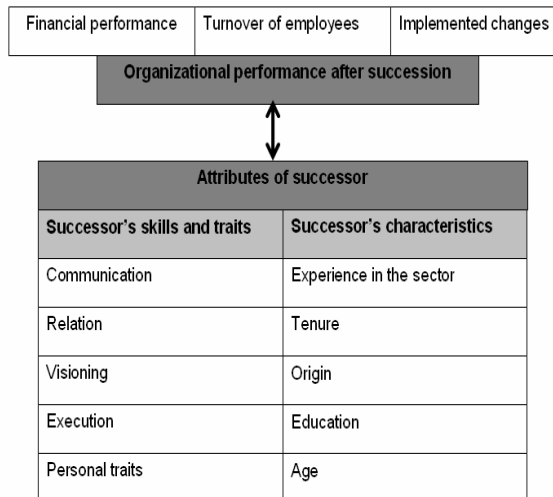 Financial performance Turnover of employees Implemented changes
Organizational performance after succession
Attributes of successor
Successor's skills and traits Successor's characteristics
Communication Experience in the sector
Relation Tenure
Visioning Origin
Execution Education
Personal traits Age